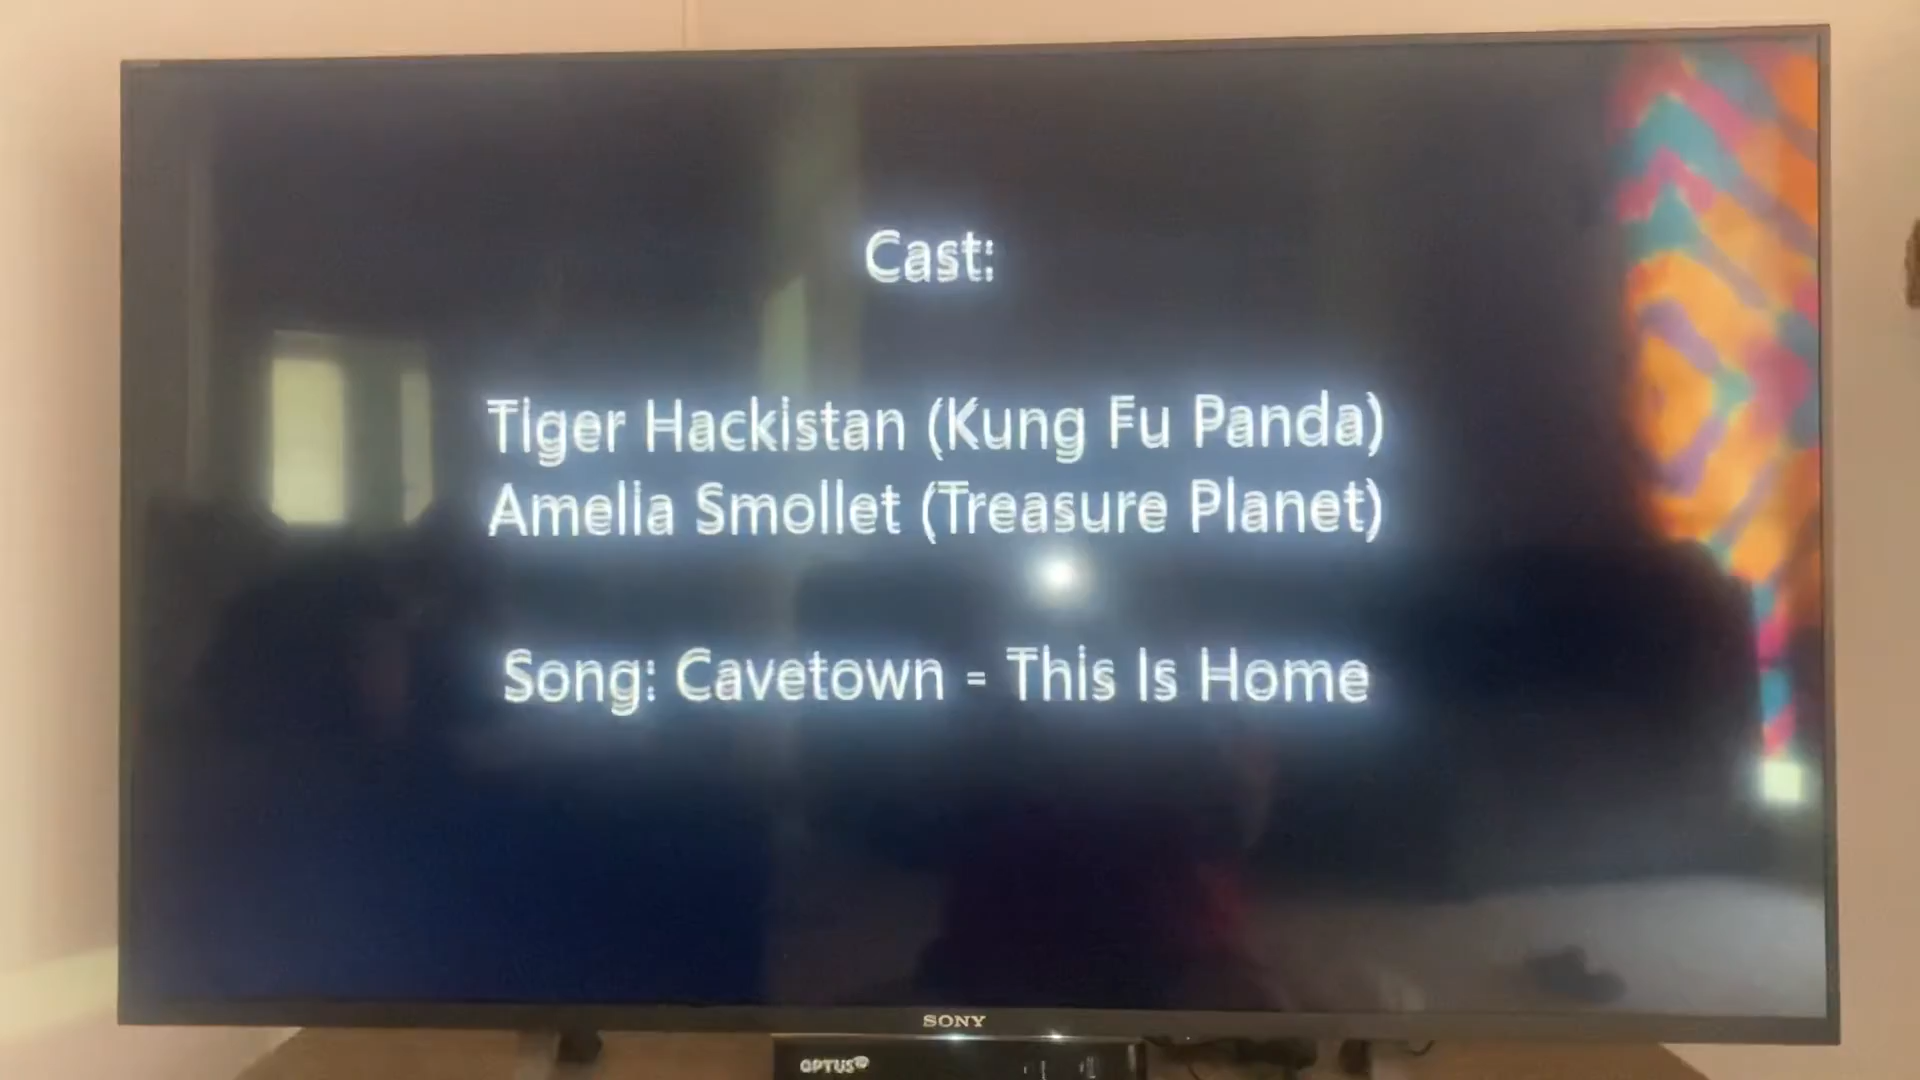 Cast:
Tiger Hackistan (Kung Fu Panda)
Amelia Smollet (Treasure Planet)
Song: Cavetown - This Is Home
SONY
OPTUS